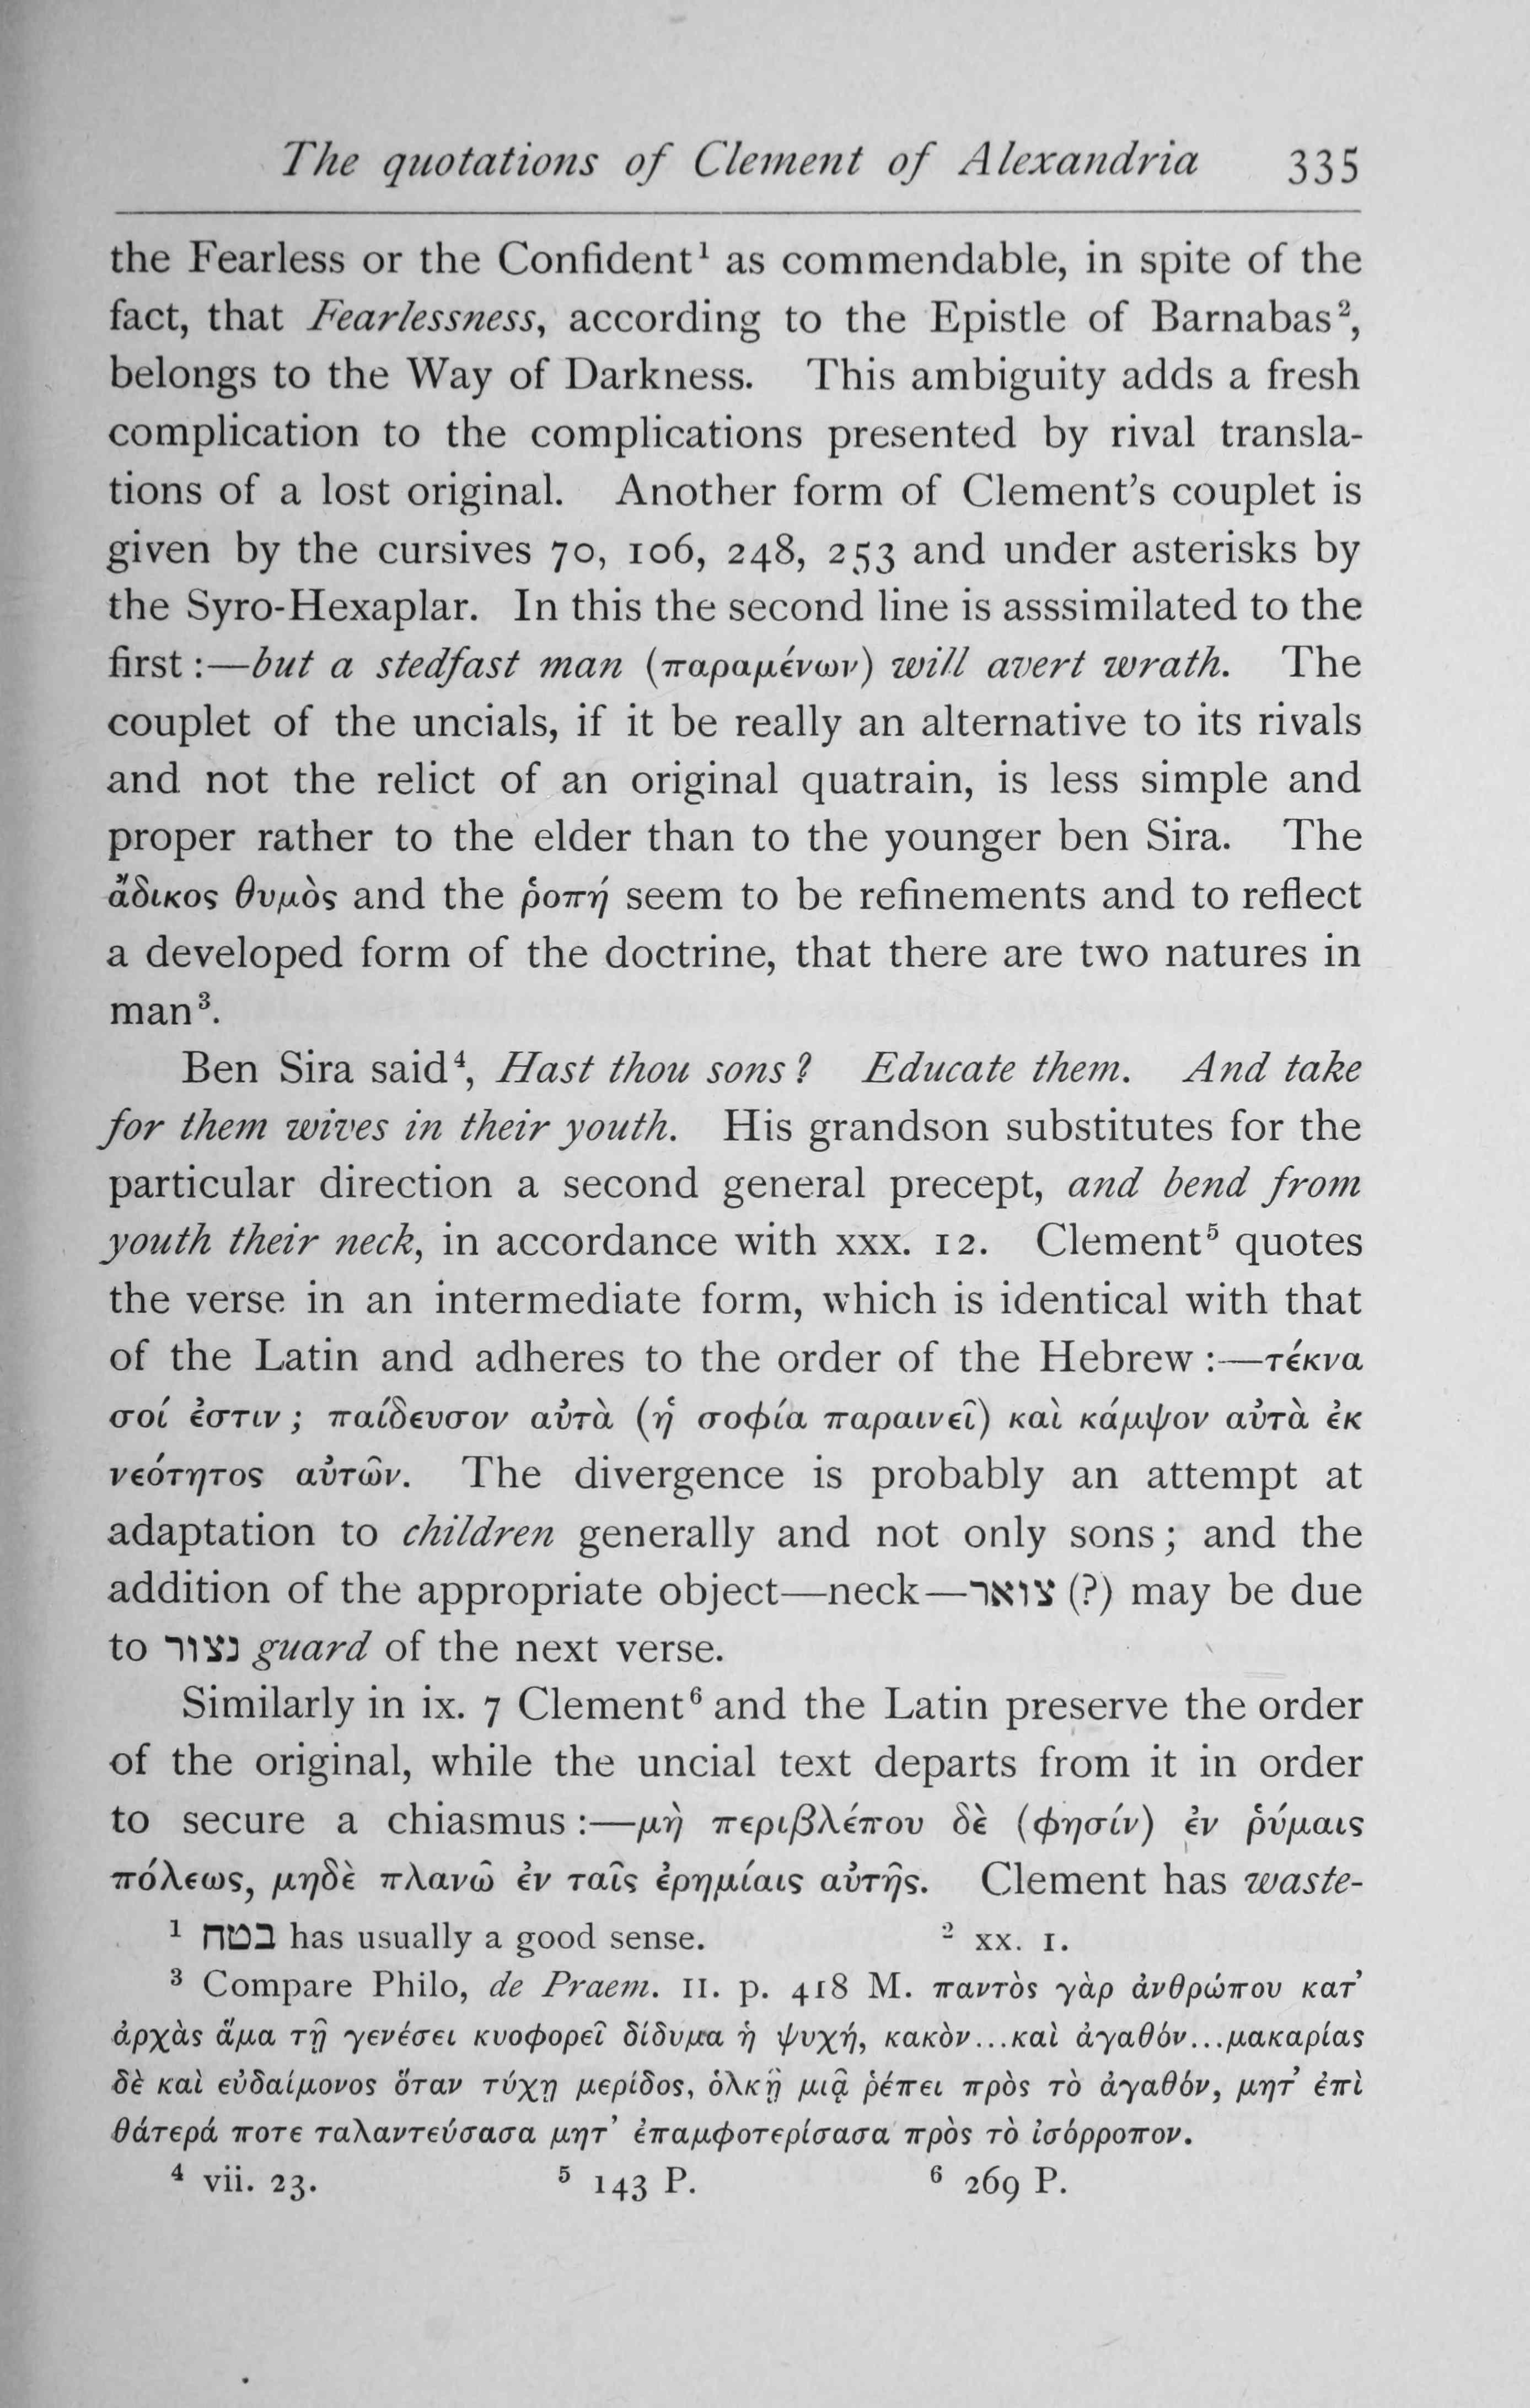 The quotations of Clement of Alexandria 335
the Fearless or the Confident¹ as commendable, in spite of the
fact, that Fearlessness, according to the Epistle of Barnabas²,
belongs to the Way of Darkness. This ambiguity adds a fresh
complication to the complications presented by rival transla-
tions of a lost original. Another form of Clement's couplet is
given by the cursives 70, 106, 248, 253 and under asterisks by
the Syro-Hexaplar. In this the second line is asssimilated to the
first :—but a stedfast man (παραμένων) will avert wrath. The
couplet of the uncials, if it be really an alternative to its rivals
and not the relict of an original quatrain, is less simple and
proper rather to the elder than to the younger ben Sira. The
ἄδικος θυμὸς and the ῥοπή seem to be refinements and to reflect
a developed form of the doctrine, that there are two natures in
man³.
Ben Sira said⁴, Hast thou sons? Educate them. And take
for them wives in their youth. His grandson substitutes for the
particular direction a second general precept, and bend from
youth their neck, in accordance with xxx. 12. Clement⁵ quotes
the verse in an intermediate form, which is identical with that
of the Latin and adheres to the order of the Hebrew :—τέκνα
σοί ἐστιν ; παίδευσον αὐτὰ (ἡ σοφία παραινεῖ) καὶ κάμψον αὐτὰ ἐκ
νεότητος αὐτῶν. The divergence is probably an attempt at
adaptation to children generally and not only sons ; and the
addition of the appropriate object—neck—צואר (?) may be due
to נצור guard of the next verse.
Similarly in ix. 7 Clement⁶ and the Latin preserve the order
of the original, while the uncial text departs from it in order
to secure a chiasmus :—μὴ περιβλέπου δὲ (φησίν) ἐν ῥύμαις
πόλεως, μηδὲ πλανῶ ἐν ταῖς ἐρημίαις αὐτῆς. Clement has waste-
¹ בטח has usually a good sense. ² xx. 1.
³ Compare Philo, de Praem. II. p. 418 M. παντὸς γὰρ ἀνθρώπου κατ’
ἀρχὰς ἅμα τῇ γενέσει κυοφορεῖ δίδυμα ἡ ψυχή, κακὸν...καὶ ἀγαθόν...μακαρίας
δὲ καὶ εὐδαίμονος ὅταν τύχῃ μερίδος, ὁλκῇ μιᾷ ῥέπει πρὸς τὸ ἀγαθόν, μητ’ ἐπὶ
θάτερά ποτε ταλαντεύσασα μητ’ ἐπαμφοτερίσασα πρὸς τὸ ἰσόρροπον.
⁴ vii. 23. ⁵ 143 P. ⁶ 269 P.